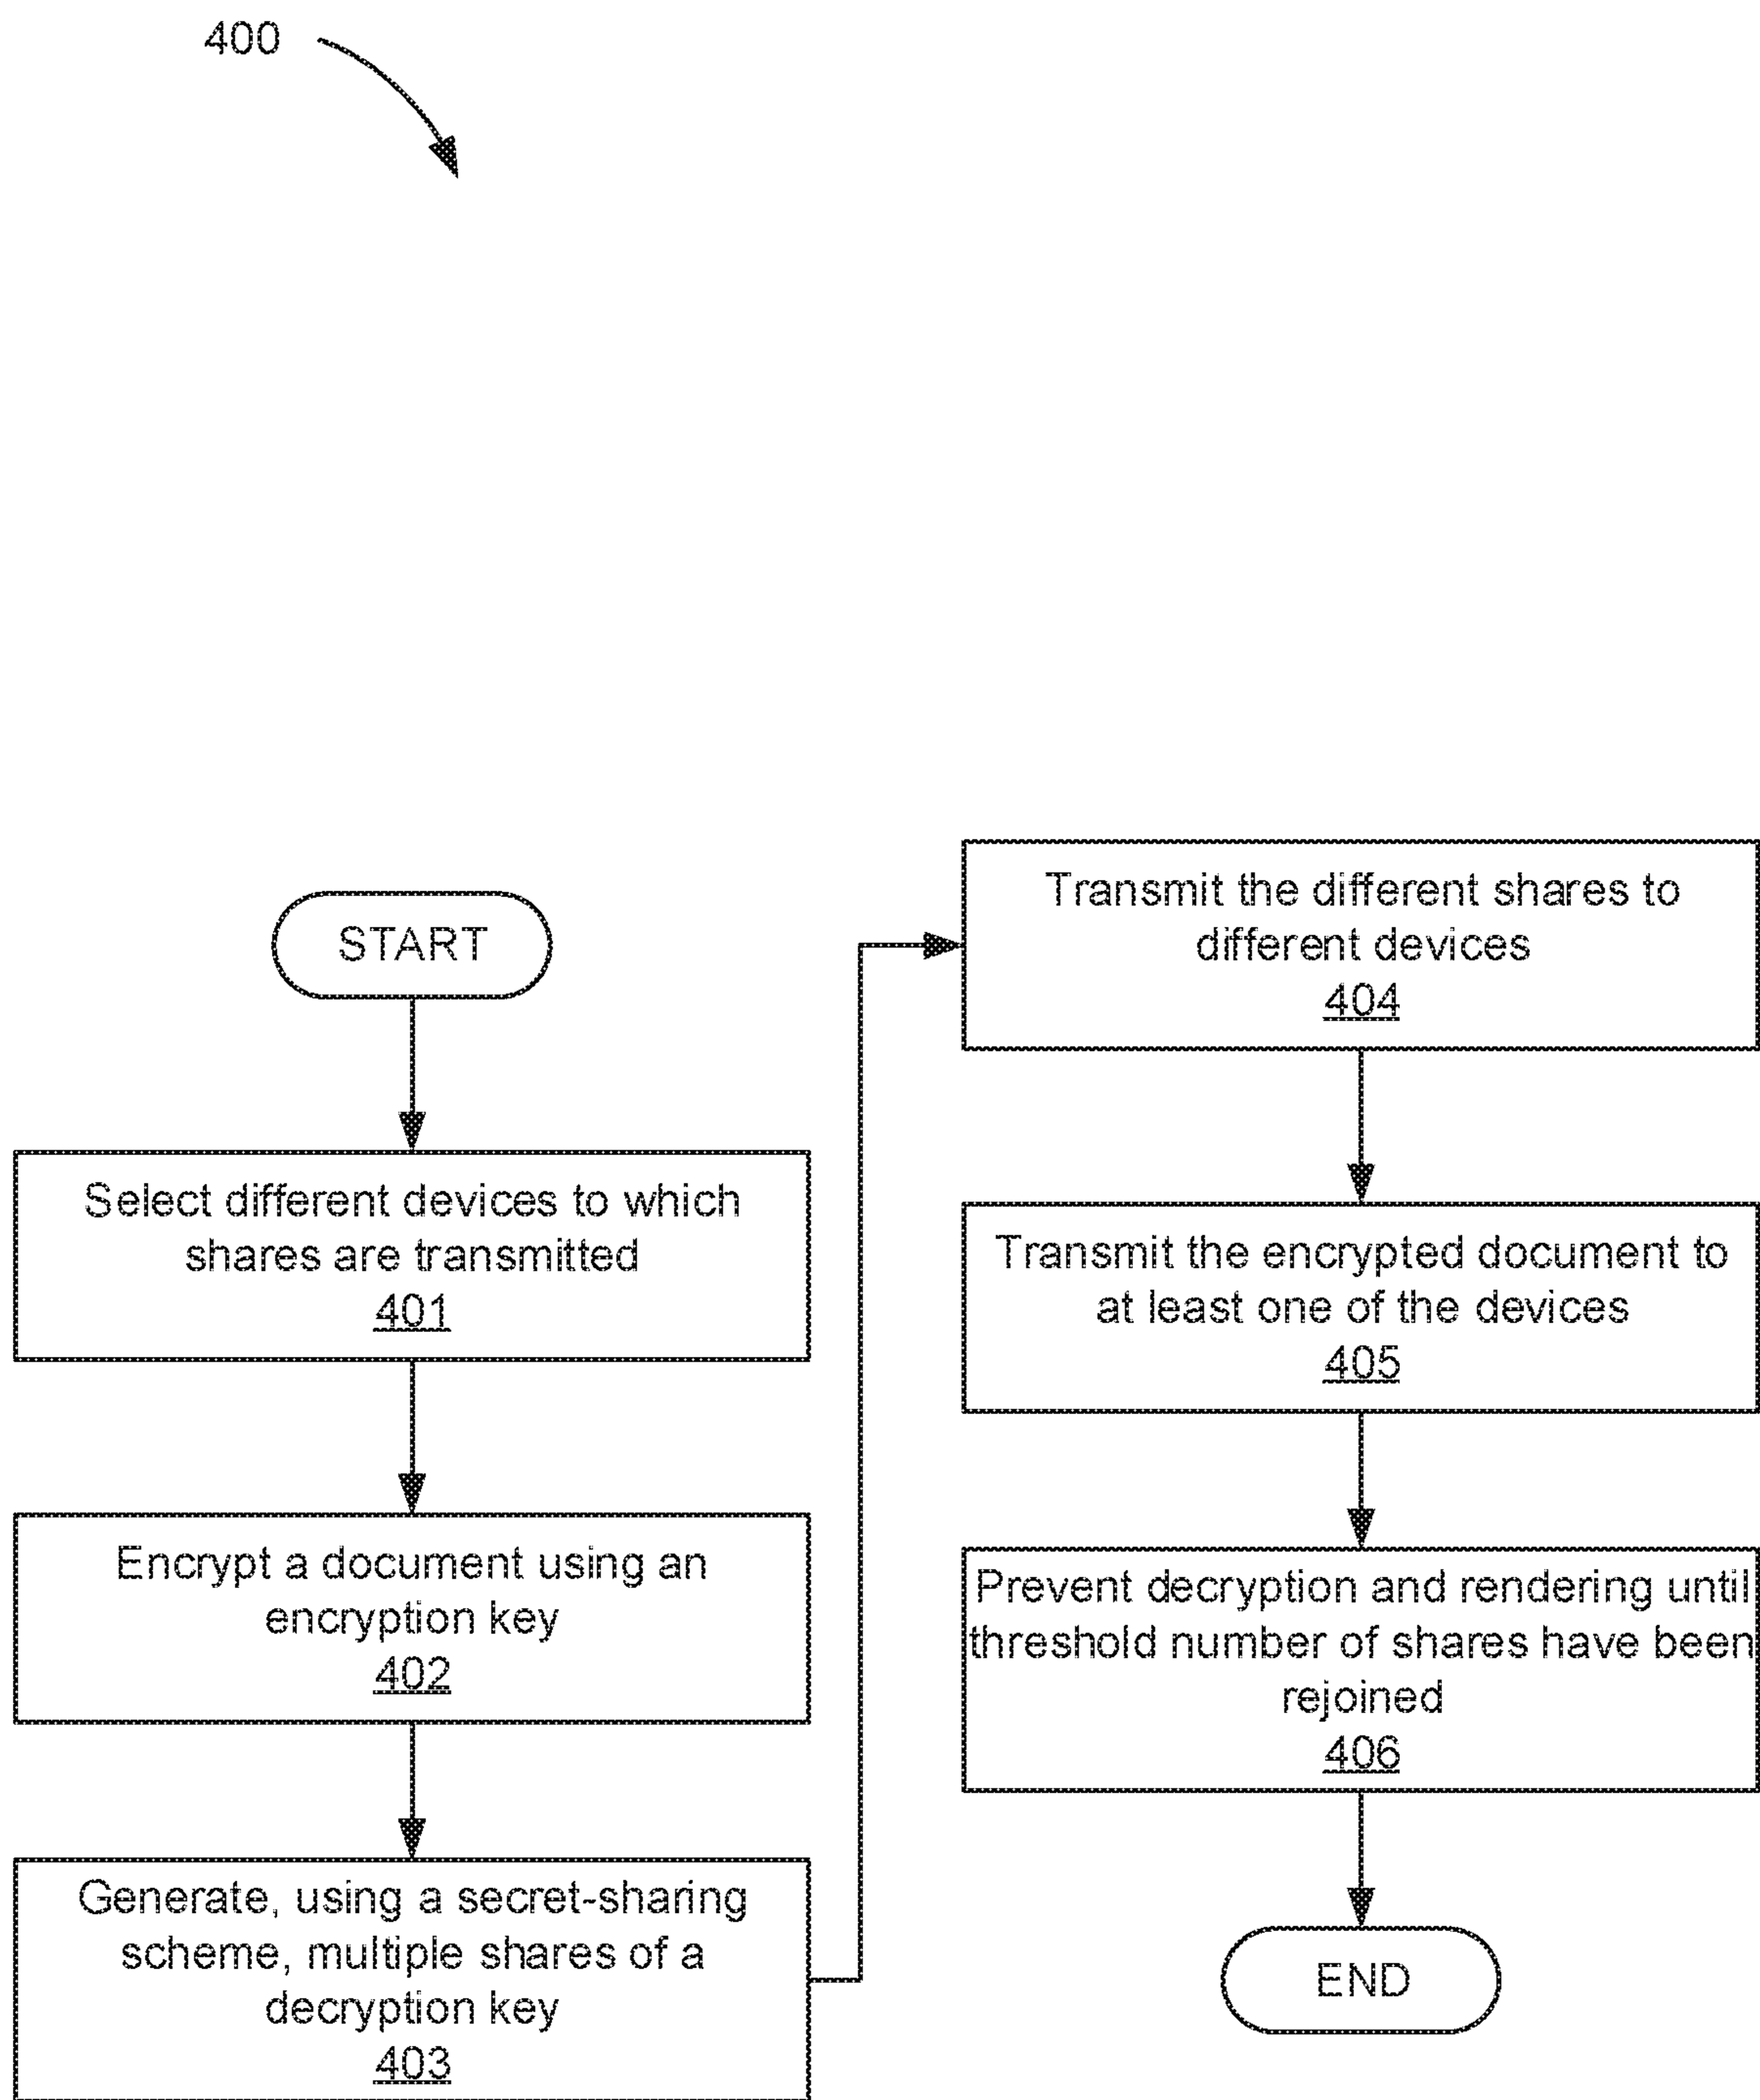 400
START
Select different devices to which
shares are transmitted
401
Encrypt a document using an
encryption key
402
Generate, using a secret-sharing
scheme, multiple shares of a
decryption key
403
Transmit the different shares to
different devices
404
Transmit the encrypted document to
at least one of the devices
405
Prevent decryption and rendering until
threshold number of shares have been
rejoined
406
END